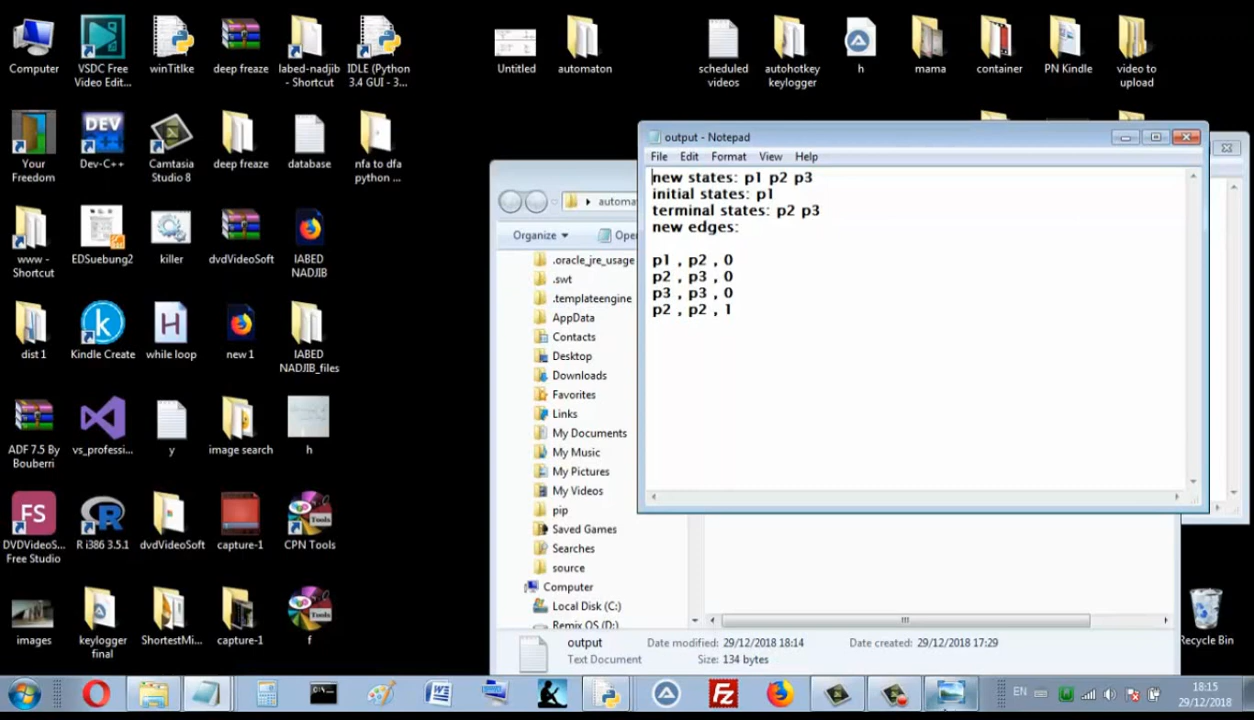 Computer
VSDC Free
Video Edit...
winTitlke
deep freaze
labed-nadjib
- Shortcut
IDLE (Python
3.4 GUI - 3...
Untitled
automaton
scheduled
videos
autohotkey
keylogger
h
mama
container
PN Kindle
video to
upload
Your
Freedom
DEV
Dev-C++
Camtasia
Studio 8
deep freaze
database
nfa to dfa
python ...
www -
Shortcut
EDSuebung2
killer
dvdVideoSoft
IABED
NADJIB
dist 1
Kindle Create
while loop
new 1
IABED
NADJIB_files
ADF 7.5 By
Bouberri
vs_professi...
y
image search
h
FS
DVDVideoS...
Free Studio
R i386 3.5.1
dvdVideoSoft
capture-1
Tools
CPN Tools
images
keylogger
final
ShortestMi...
capture-1
Tools
f
output - Notepad
File Edit Format View Help
new states: p1 p2 p3
initial states: p1
terminal states: p2 p3
new edges:
p1 , p2 , 0
p2 , p3 , 0
p3 , p3 , 0
p2 , p2 , 1
automa
Organize
Open
.oracle_jre_usage
.swt
.templateengine
AppData
Contacts
Desktop
Downloads
Favorites
Links
My Documents
My Music
My Pictures
My Videos
pip
Saved Games
Searches
source
Computer
Local Disk (C:)
Remix OS (D:)
output
Text Document
Date modified: 29/12/2018 18:14
Size: 134 bytes
Date created: 29/12/2018 17:29
Recycle Bin
EN
18:15
29/12/2018